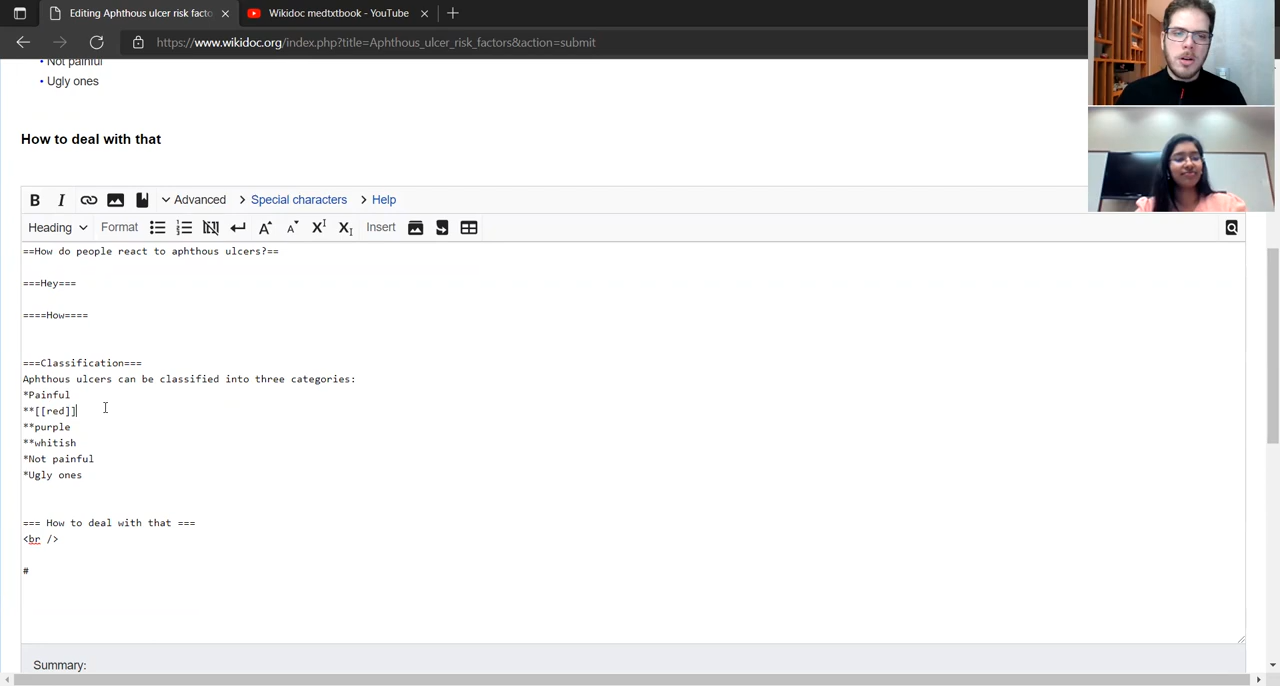 Editing Aphthous ulcer risk facto
Wikidoc medtxtbook - YouTube
https://www.wikidoc.org/index.php?title=Aphthous_ulcer_risk_factors&action=submit
• Not painful
• Ugly ones
How to deal with that
B I Advanced Special characters Help
Heading Format Insert
==How do people react to aphthous ulcers?==
===Hey===
====How====
===Classification===
Aphthous ulcers can be classified into three categories:
*Painful
**[[red]]
**purple
**whitish
*Not painful
*Ugly ones
=== How to deal with that ===
<br />
#
Summary: